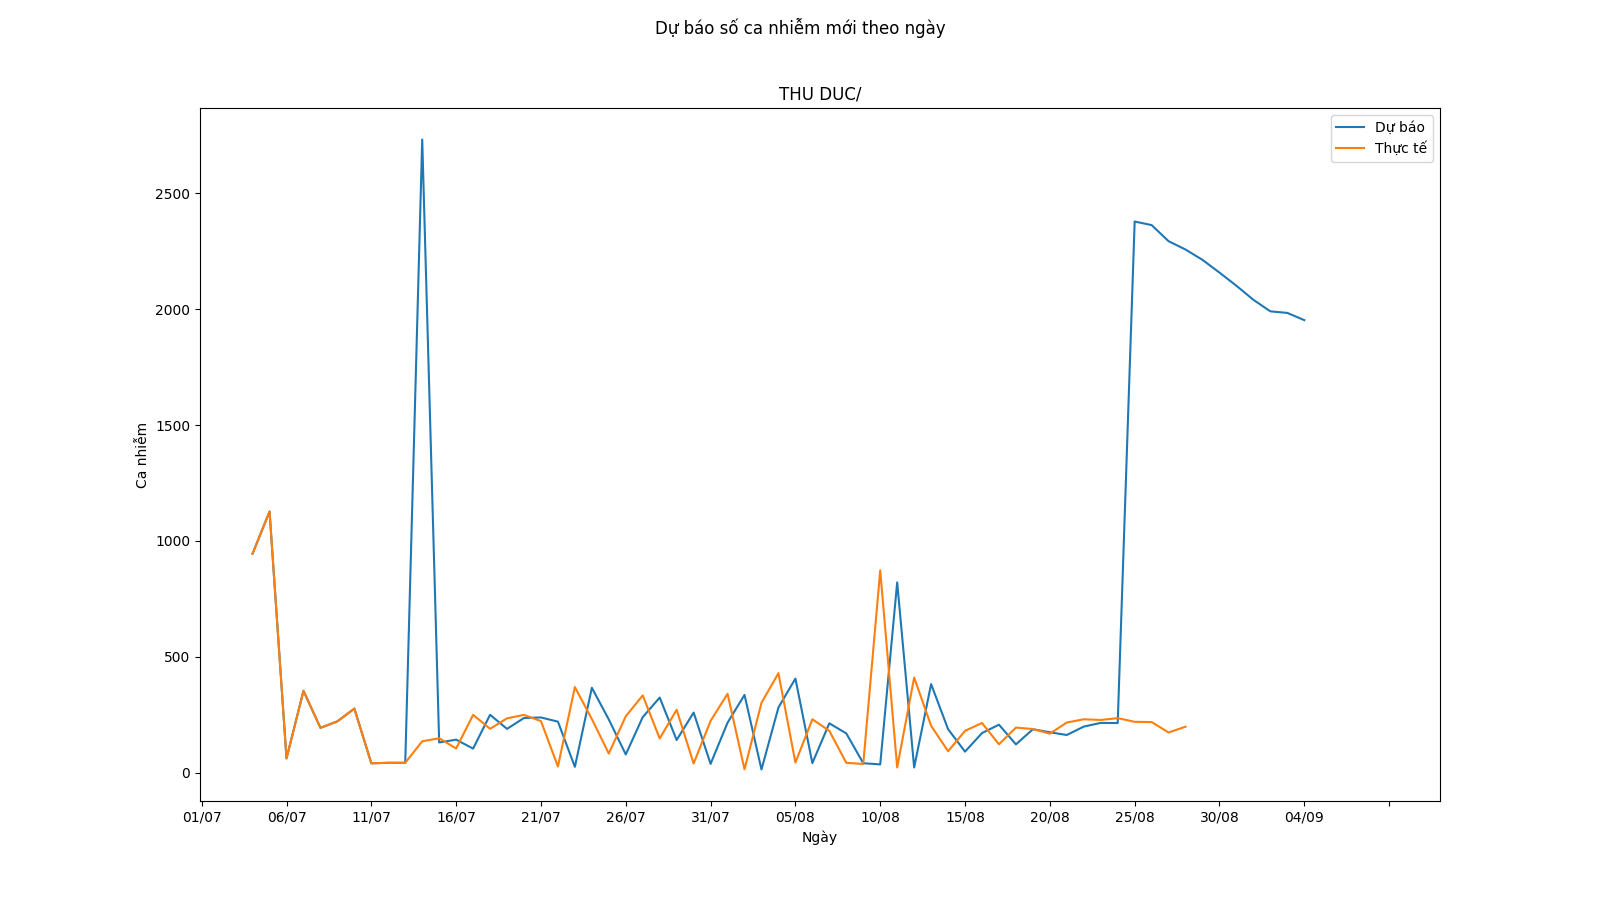 Dự báo số ca nhiễm mới theo ngày
THU DUC/
Dự báo
Thực tế
2500
2000
1500
1000
500
0
Ca nhiễm
01/07 06/07 11/07 16/07 21/07 26/07 31/07 05/08 10/08 15/08 20/08 25/08 30/08 04/09
Ngày